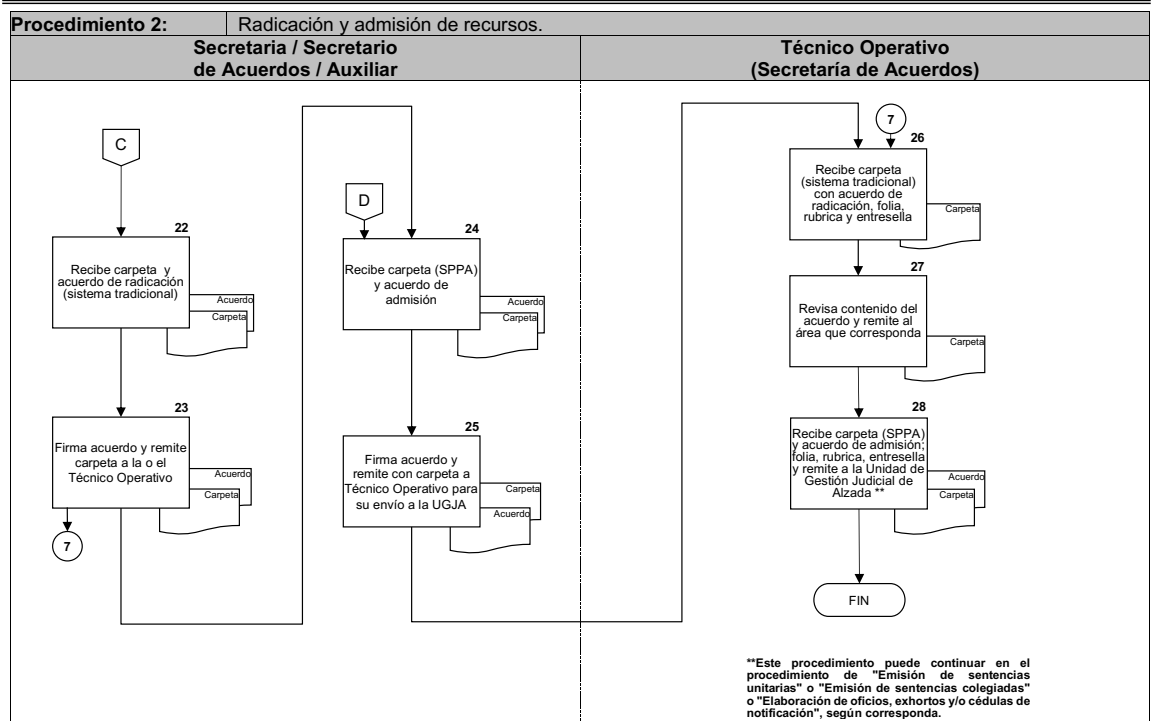 Procedimiento 2: Radicación y admisión de recursos.
Secretaria / Secretario
de Acuerdos / Auxiliar
Técnico Operativo
(Secretaría de Acuerdos)
C
22
Recibe carpeta y
acuerdo de radicación
(sistema tradicional)
Acuerdo
Carpeta
23
Firma acuerdo y remite
carpeta a la o el
Técnico Operativo
Acuerdo
Carpeta
7
D
24
Recibe carpeta (SPPA)
y acuerdo de
admisión
Acuerdo
Carpeta
25
Firma acuerdo y
remite con carpeta a
Técnico Operativo para
su envío a la UGJA
Carpeta
Acuerdo
7
26
Recibe carpeta
(sistema tradicional)
con acuerdo de
radicación, folia,
rubrica y entresella
Carpeta
27
Revisa contenido del
acuerdo y remite al
área que corresponda
Carpeta
28
Recibe carpeta (SPPA)
y acuerdo de admisión;
folia, rubrica, entresella
y remite a la Unidad de
Gestión Judicial de
Alzada **
Acuerdo
Carpeta
FIN
**Este procedimiento puede continuar en el
procedimiento de "Emisión de sentencias
unitarias" o "Emisión de sentencias colegiadas"
o "Elaboración de oficios, exhortos y/o cédulas de
notificación", según corresponda.